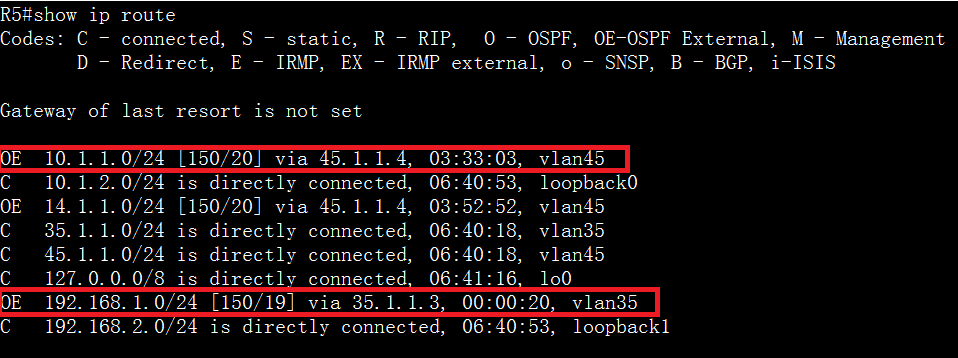 R5#show ip route
Codes: C - connected, S - static, R - RIP,  O - OSPF, OE-OSPF External, M - Management
       D - Redirect, E - IRMP, EX - IRMP external, o - SNSP, B - BGP, i-ISIS
Gateway of last resort is not set
OE  10.1.1.0/24 [150/20] via 45.1.1.4, 03:33:03, vlan45
C   10.1.2.0/24 is directly connected, 06:40:53, loopback0
OE  14.1.1.0/24 [150/20] via 45.1.1.4, 03:52:52, vlan45
C   35.1.1.0/24 is directly connected, 06:40:18, vlan35
C   45.1.1.0/24 is directly connected, 06:40:18, vlan45
C   127.0.0.0/8 is directly connected, 06:41:16, lo0
OE  192.168.1.0/24 [150/19] via 35.1.1.3, 00:00:20, vlan35
C   192.168.2.0/24 is directly connected, 06:40:53, loopback1